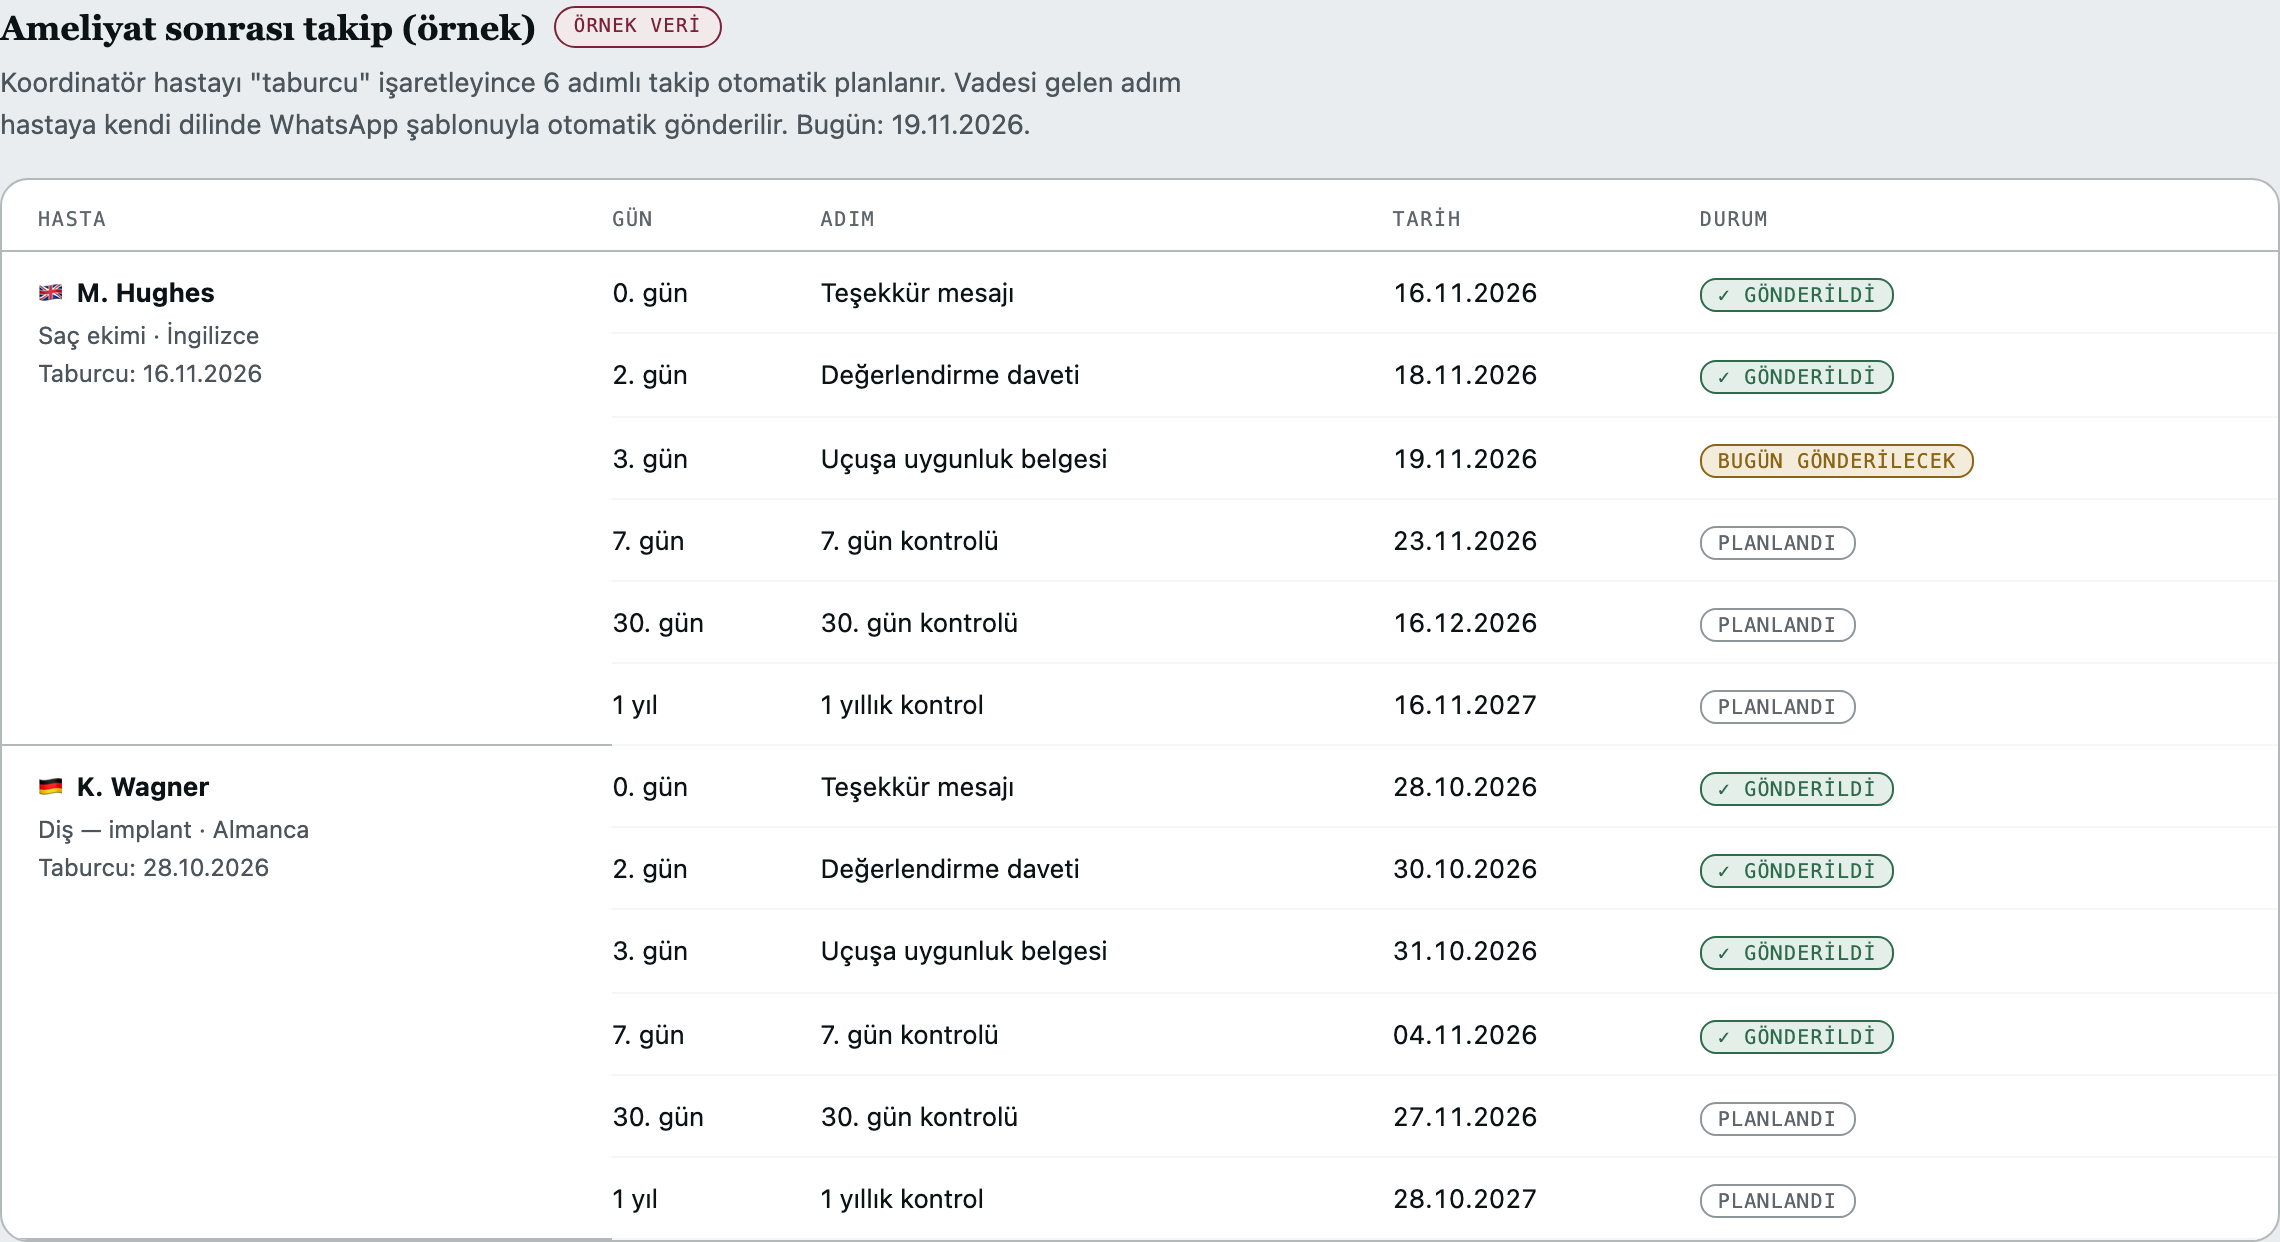 Ameliyat sonrası takip (örnek) ÖRNEK VERİ
Koordinatör hastayı "taburcu" işaretleyince 6 adımlı takip otomatik planlanır. Vadesi gelen adım
hastaya kendi dilinde WhatsApp şablonuyla otomatik gönderilir. Bugün: 19.11.2026.
HASTA GÜN ADIM TARİH DURUM
M. Hughes 0. gün Teşekkür mesajı 16.11.2026 ✓ GÖNDERİLDİ
Saç ekimi · İngilizce
Taburcu: 16.11.2026
2. gün Değerlendirme daveti 18.11.2026 ✓ GÖNDERİLDİ
3. gün Uçuşa uygunluk belgesi 19.11.2026 BUGÜN GÖNDERİLECEK
7. gün 7. gün kontrolü 23.11.2026 PLANLANDI
30. gün 30. gün kontrolü 16.12.2026 PLANLANDI
1 yıl 1 yıllık kontrol 16.11.2027 PLANLANDI
K. Wagner 0. gün Teşekkür mesajı 28.10.2026 ✓ GÖNDERİLDİ
Diş — implant · Almanca
Taburcu: 28.10.2026
2. gün Değerlendirme daveti 30.10.2026 ✓ GÖNDERİLDİ
3. gün Uçuşa uygunluk belgesi 31.10.2026 ✓ GÖNDERİLDİ
7. gün 7. gün kontrolü 04.11.2026 ✓ GÖNDERİLDİ
30. gün 30. gün kontrolü 27.11.2026 PLANLANDI
1 yıl 1 yıllık kontrol 28.10.2027 PLANLANDI